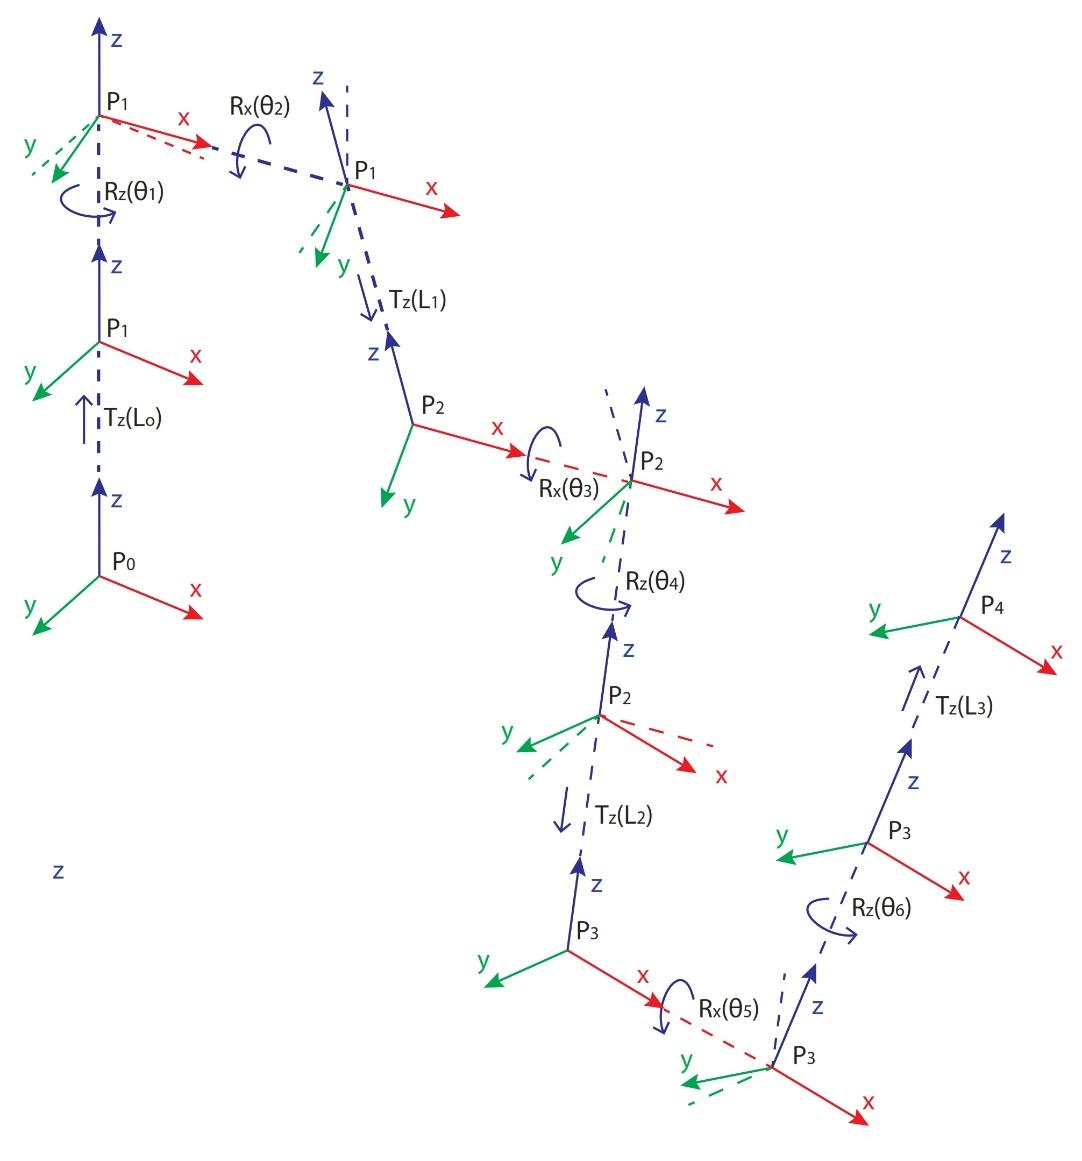 z
P1
x
y
Rz(θ1)
z
P1
x
y
Tz(Lo)
z
P0
x
y
Rx(θ2)
z
P1
x
y
Tz(L1)
z
P2
x
y
Rx(θ3)
z
P2
x
y
Rz(θ4)
z
P2
y
x
Tz(L2)
z
P3
y
x
Rx(θ5)
z
P3
y
x
Rz(θ6)
z
P3
y
x
Tz(L3)
z
P4
y
x
z